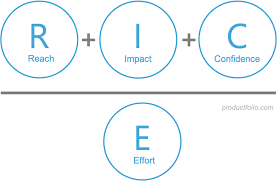 R + I + C
Reach Impact Confidence
productfolio.com
E
Effort